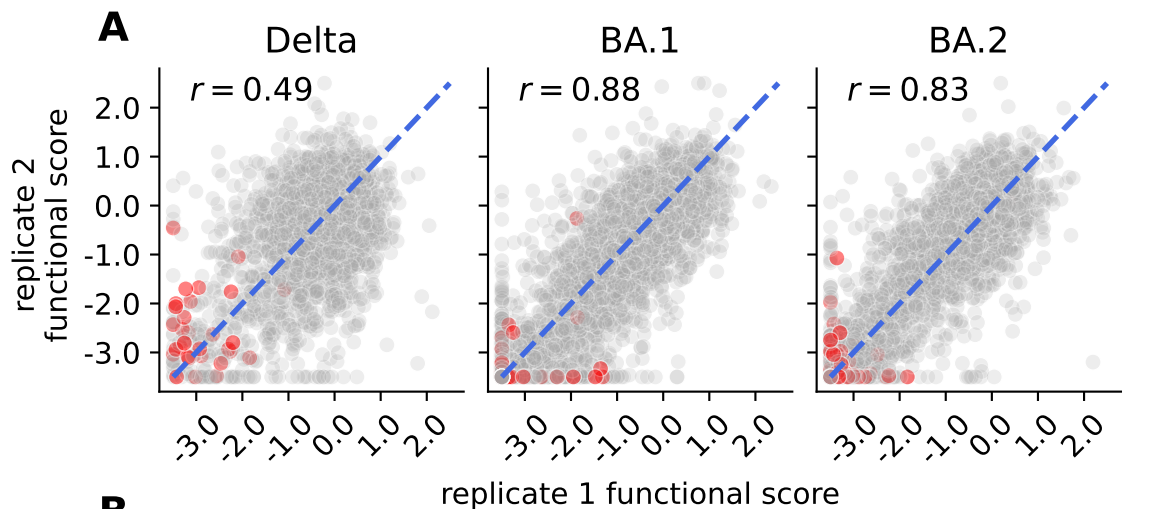 A
Delta
BA.1
BA.2
r = 0.49
r = 0.88
r = 0.83
replicate 2
functional score
2.0
1.0
0.0
-1.0
-2.0
-3.0
-3.0 -2.0 -1.0 0.0 1.0 2.0
-3.0 -2.0 -1.0 0.0 1.0 2.0
-3.0 -2.0 -1.0 0.0 1.0 2.0
replicate 1 functional score
B